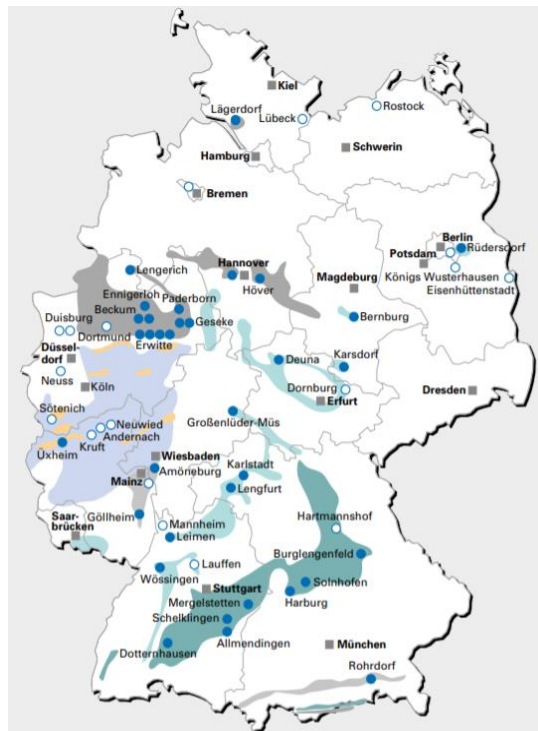 Kiel
Rostock
Lägerdorf
Lübeck
Schwerin
Hamburg
Bremen
Berlin
Potsdam
Rüdersdorf
Königs Wusterhausen
Eisenhüttenstadt
Lengerich
Hannover
Höver
Magdeburg
Ennigerloh
Beckum
Paderborn
Geseke
Bernburg
Duisburg
Dortmund
Erwitte
Düssel-
dorf
Neuss
Köln
Deuna
Karsdorf
Dornburg
Erfurt
Dresden
Sötenich
Neuwied
Andernach
Kruft
Üxheim
Großenlüder-Müs
Wiesbaden
Amöneburg
Mainz
Karlstadt
Lengfurt
Göllheim
Saar-
brücken
Mannheim
Leimen
Hartmannshof
Burglengenfeld
Wössingen
Lauffen
Stuttgart
Solnhofen
Harburg
Mergelstetten
Schelklingen
Allmendingen
Dotternhausen
München
Rohrdorf